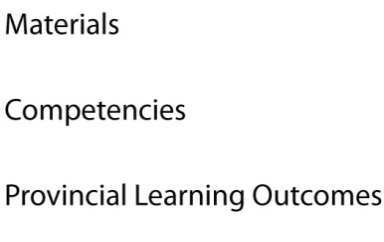 Materials
Competencies
Provincial Learning Outcomes